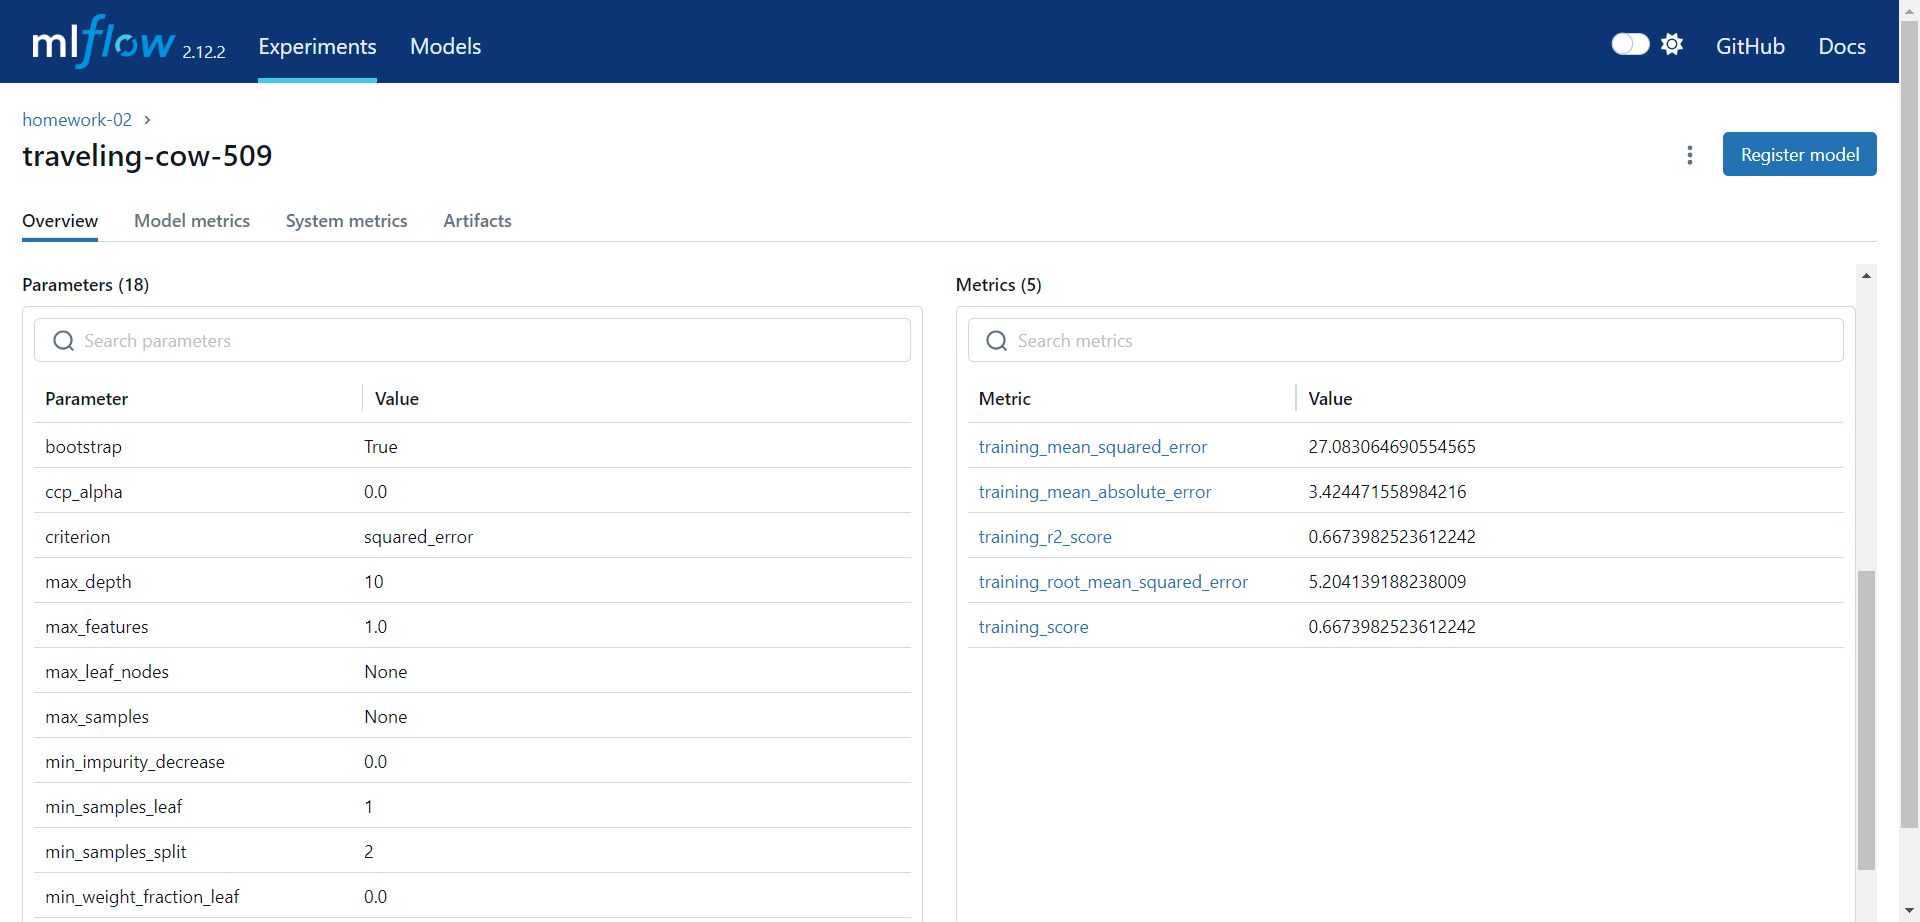 mlflow 2.12.2 Experiments Models GitHub Docs
homework-02
traveling-cow-509
Register model
Overview Model metrics System metrics Artifacts
Parameters (18)
Search parameters
Parameter Value
bootstrap True
ccp_alpha 0.0
criterion squared_error
max_depth 10
max_features 1.0
max_leaf_nodes None
max_samples None
min_impurity_decrease 0.0
min_samples_leaf 1
min_samples_split 2
min_weight_fraction_leaf 0.0
Metrics (5)
Search metrics
Metric Value
training_mean_squared_error 27.083064690554565
training_mean_absolute_error 3.424471558984216
training_r2_score 0.6673982523612242
training_root_mean_squared_error 5.204139188238009
training_score 0.6673982523612242